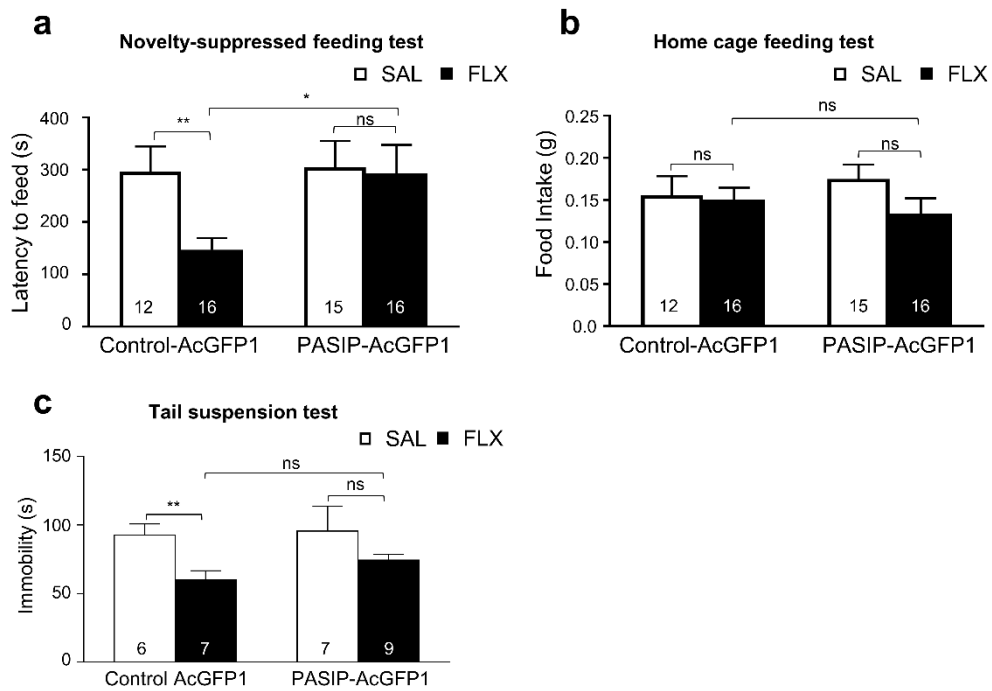 a
Novelty-suppressed feeding test
SAL FLX
Latency to feed (s)
400
300
200
100
0
**
*
ns
12
16
15
16
Control-AcGFP1
PASIP-AcGFP1
b
Home cage feeding test
SAL FLX
Food Intake (g)
0.25
0.20
0.15
0.10
0.05
0.0
ns
ns
ns
12
16
15
16
Control-AcGFP1
PASIP-AcGFP1
c
Tail suspension test
SAL FLX
Immobility (s)
150
100
50
0
**
ns
ns
6
7
7
9
Control AcGFP1
PASIP-AcGFP1